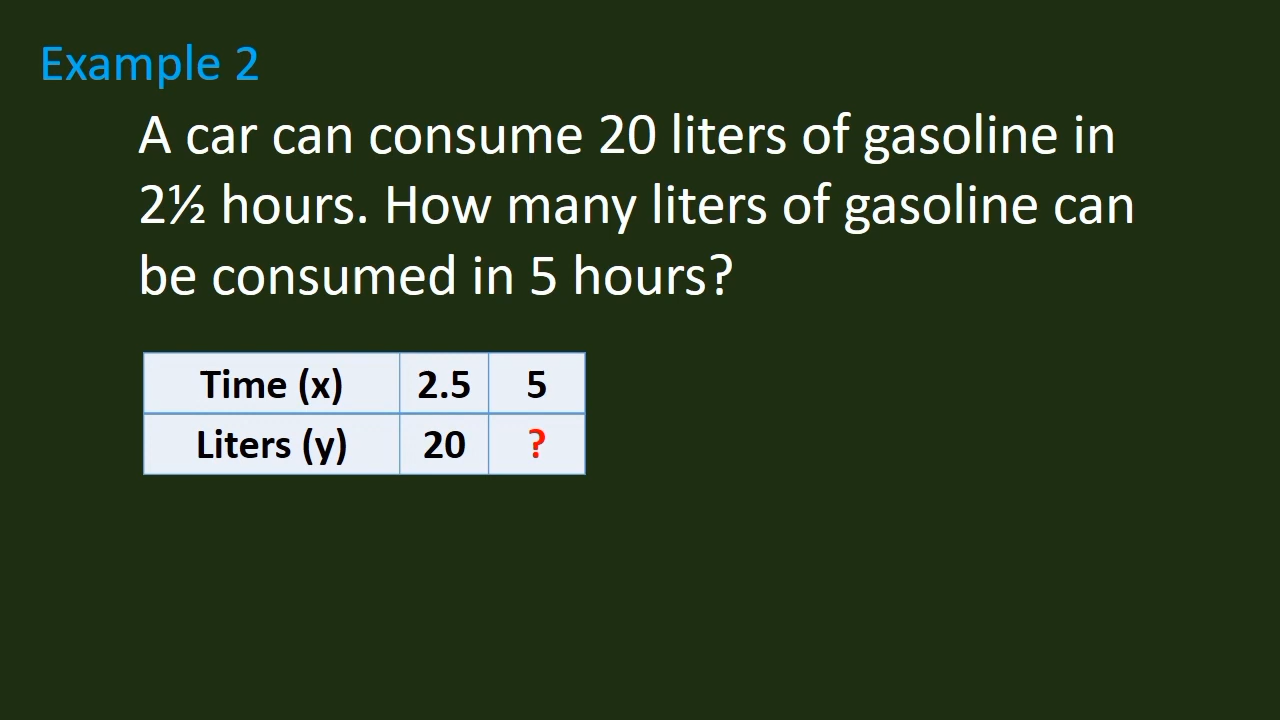 Example 2
A car can consume 20 liters of gasoline in
2½ hours. How many liters of gasoline can
be consumed in 5 hours?
Time (x) 2.5 5
Liters (y) 20 ?